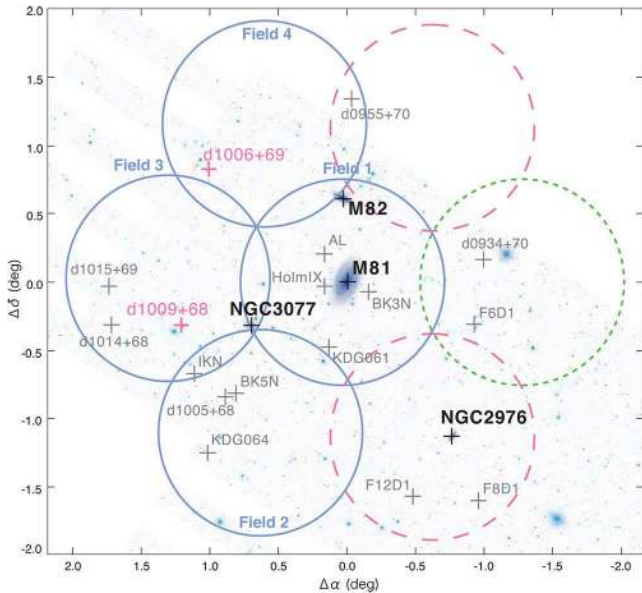 2.0
1.5
1.0
0.5
0.0
-0.5
-1.0
-1.5
-2.0
Δδ (deg)
Field 4
d0955+70
d1006+69
Field 3
Field 1
M82
AL
d0934+70
M81
d1015+69
HolmIX
BK3N
d1009+68
NGC3077
F6D1
d1014+68
KDG061
IKN
BK5N
d1005+68
NGC2976
KDG064
F12D1
F8D1
Field 2
2.0 1.5 1.0 0.5 0.0 -0.5 -1.0 -1.5 -2.0
Δα (deg)